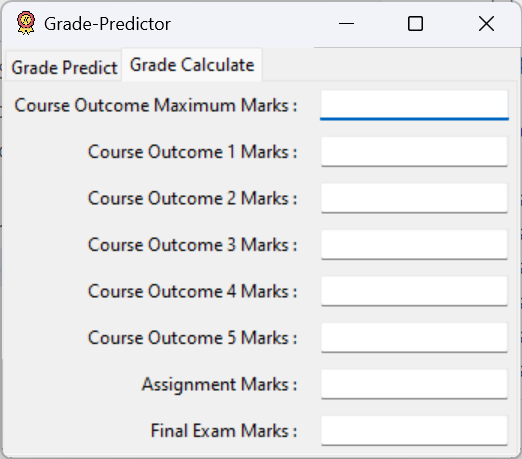 Grade-Predictor
Grade Predict Grade Calculate
Course Outcome Maximum Marks :
Course Outcome 1 Marks :
Course Outcome 2 Marks :
Course Outcome 3 Marks :
Course Outcome 4 Marks :
Course Outcome 5 Marks :
Assignment Marks :
Final Exam Marks :